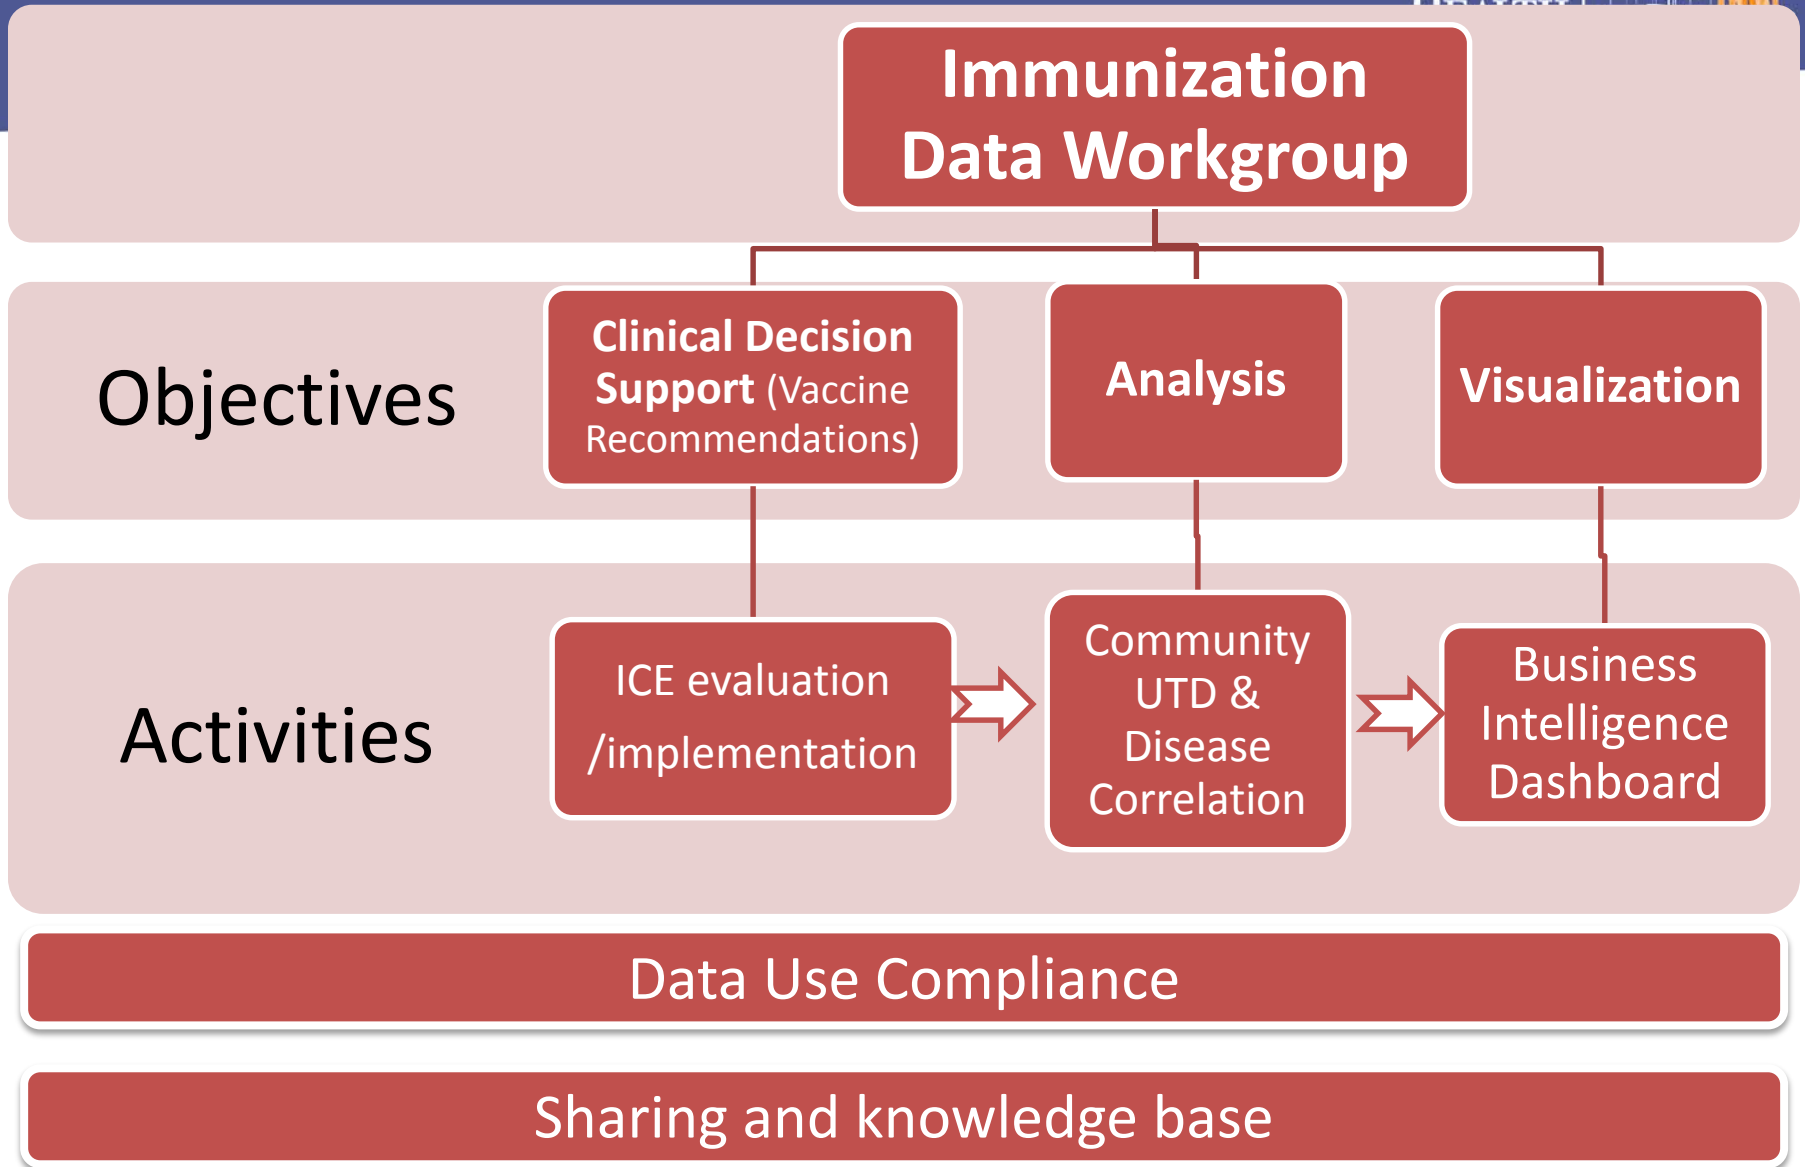 Immunization
Data Workgroup
Objectives
Clinical Decision
Support (Vaccine
Recommendations)
Analysis
Visualization
Activities
ICE evaluation
/implementation
Community
UTD &
Disease
Correlation
Business
Intelligence
Dashboard
Data Use Compliance
Sharing and knowledge base